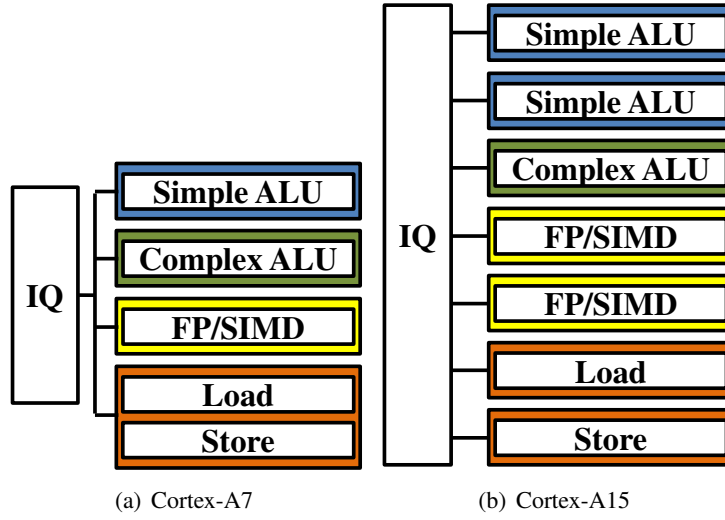 IQ
Simple ALU
Complex ALU
FP/SIMD
Load
Store
(a) Cortex-A7
IQ
Simple ALU
Simple ALU
Complex ALU
FP/SIMD
FP/SIMD
Load
Store
(b) Cortex-A15